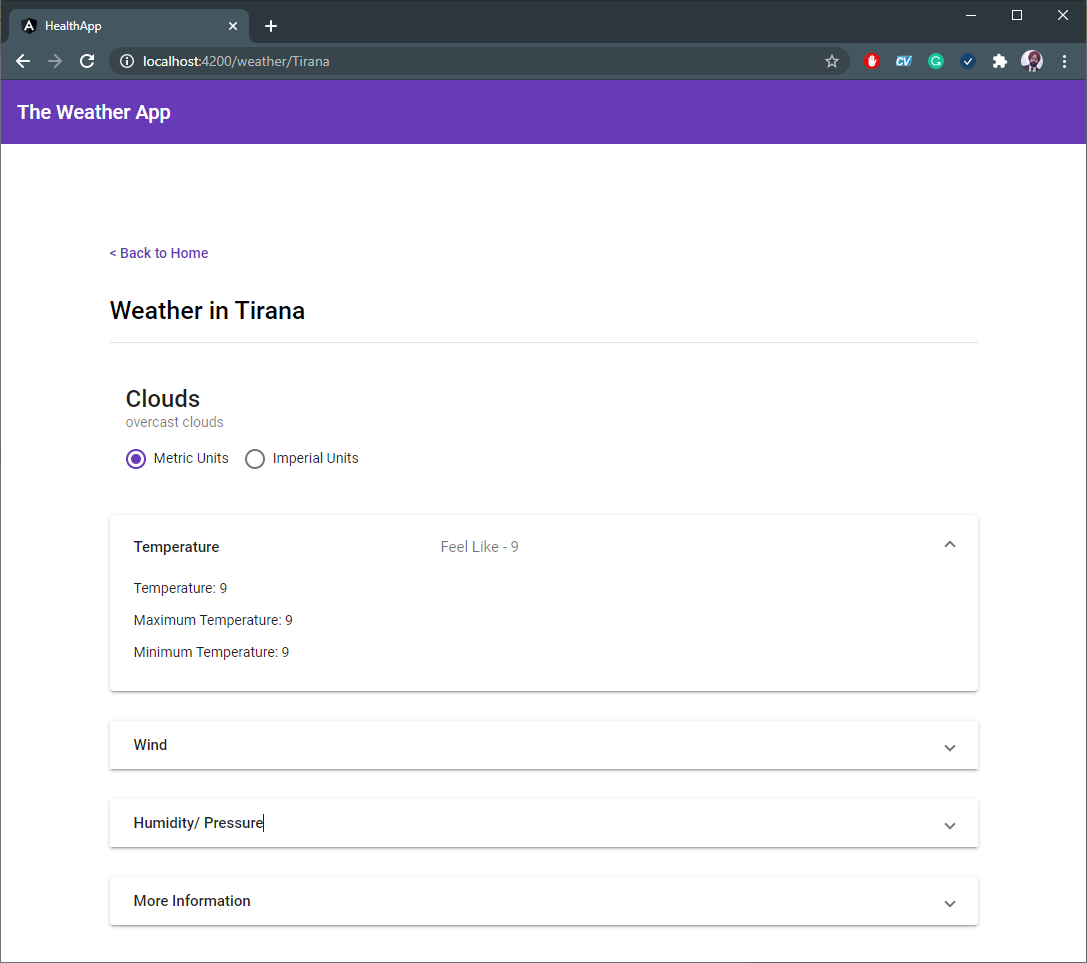 HealthApp
localhost:4200/weather/Tirana
CV
The Weather App
< Back to Home
Weather in Tirana
Clouds
overcast clouds
Metric Units Imperial Units
Temperature Feel Like - 9
Temperature: 9
Maximum Temperature: 9
Minimum Temperature: 9
Wind
Humidity/ Pressure
More Information